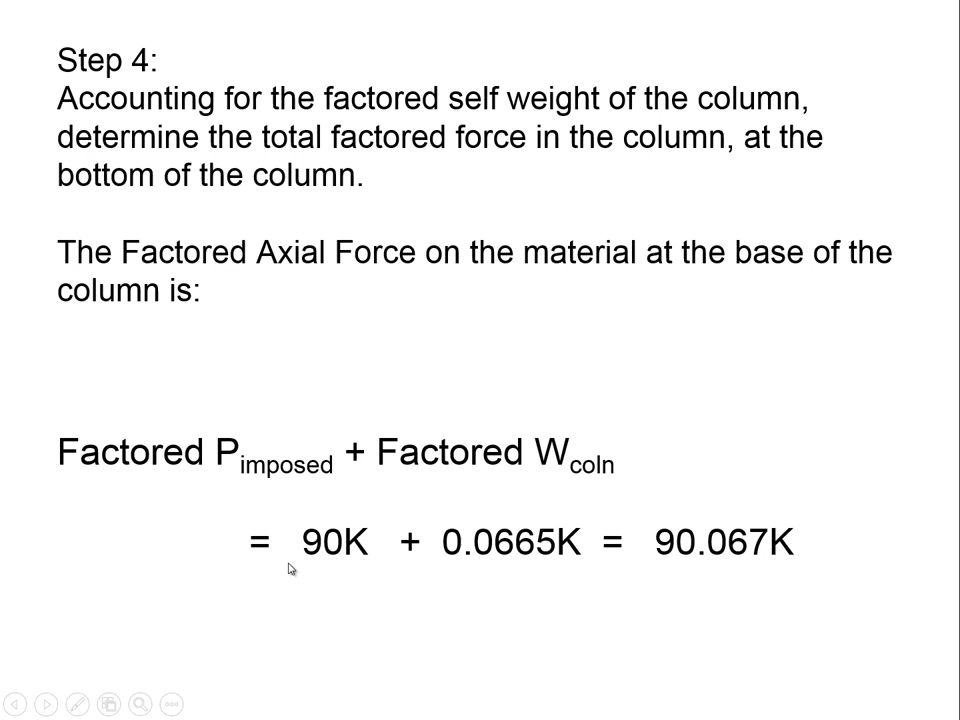 Step 4:
Accounting for the factored self weight of the column,
determine the total factored force in the column, at the
bottom of the column.
The Factored Axial Force on the material at the base of the
column is:
Factored Pimposed + Factored Wcoln
= 90K + 0.0665K = 90.067K